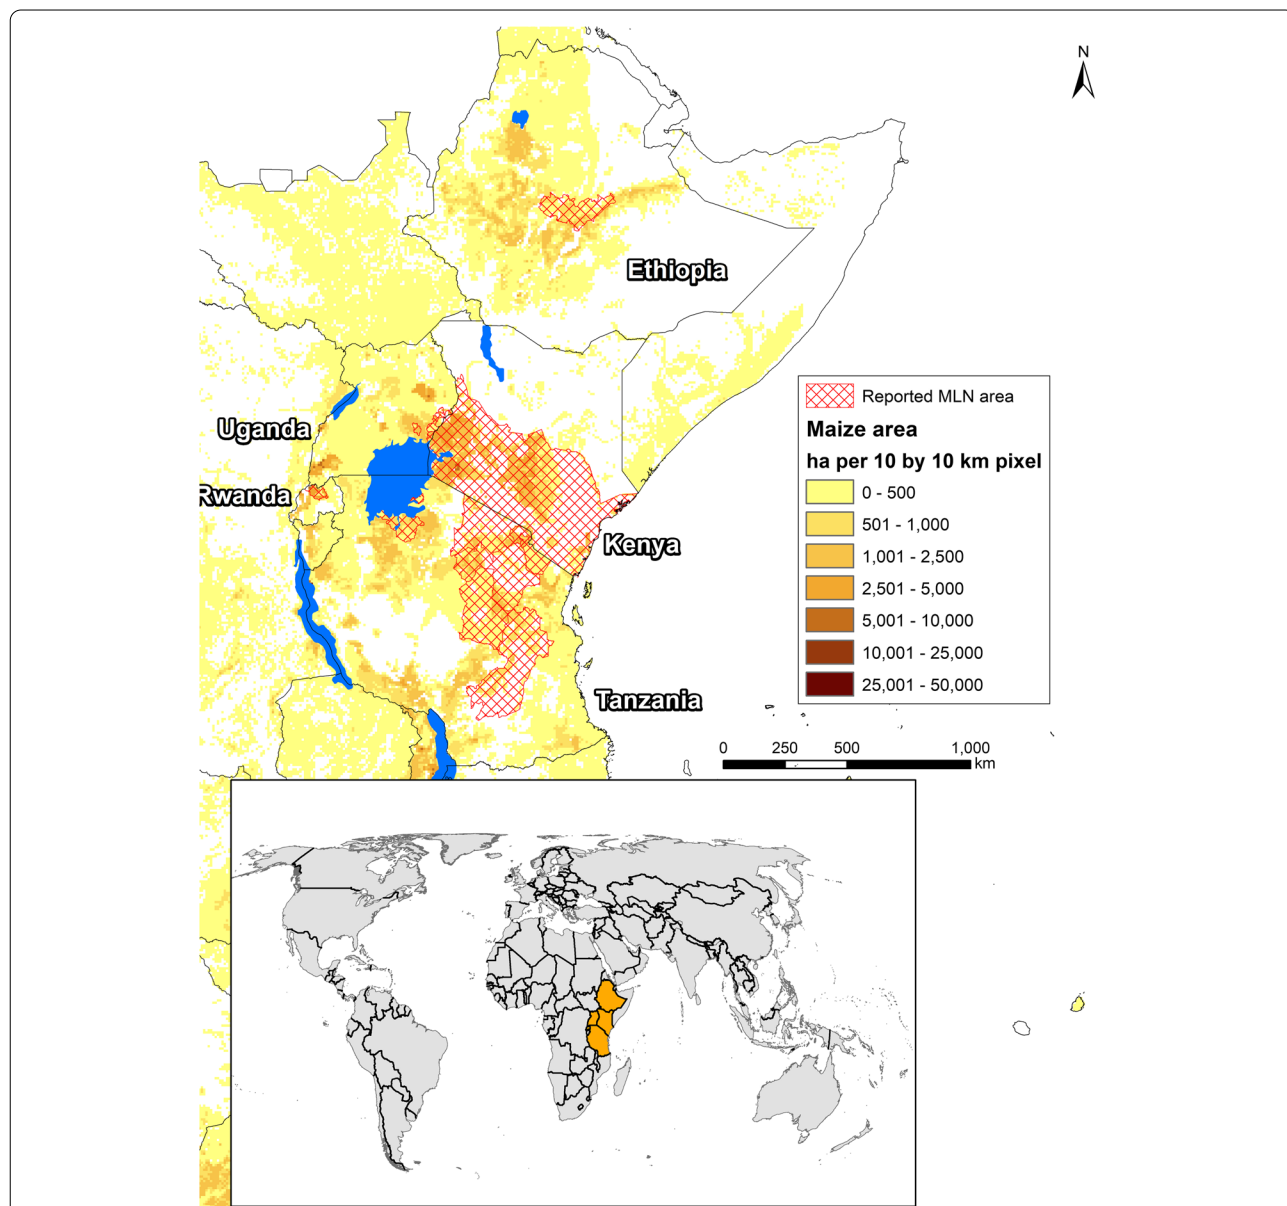 N
Ethiopia
Reported MLN area
Maize area
ha per 10 by 10 km pixel
0 - 500
501 - 1,000
1,001 - 2,500
2,501 - 5,000
5,001 - 10,000
10,001 - 25,000
25,001 - 50,000
Uganda
Rwanda
Kenya
Tanzania
0 250 500 1,000
km